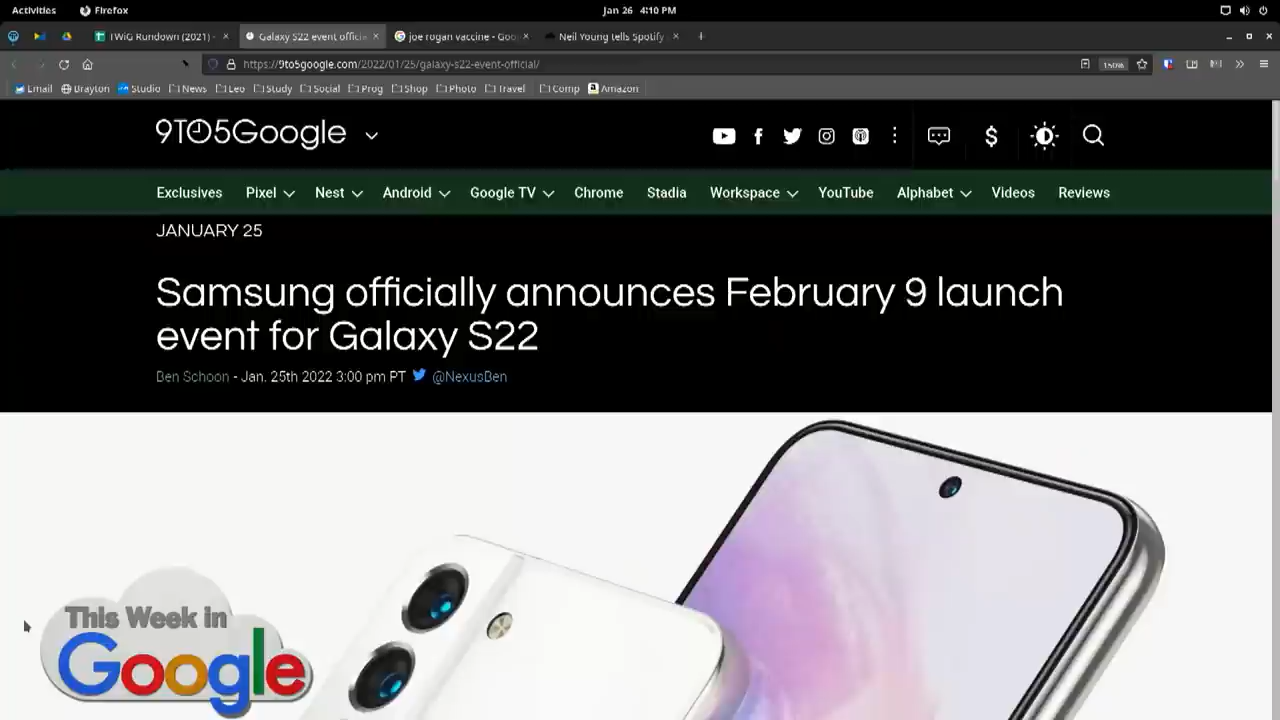 Activities
Firefox
Jan 26 4:10 PM
TWiG Rundown (2021) -
Galaxy S22 event officia
joe rogan vaccine - Goo
Neil Young tells Spotify
https://9to5google.com/2022/01/25/galaxy-s22-event-official/
150%
Email Brayton Studio News Leo Study Social Prog Shop Photo Travel Comp Amazon
9TO5Google
Exclusives Pixel Nest Android Google TV Chrome Stadia Workspace YouTube Alphabet Videos Reviews
JANUARY 25
Samsung officially announces February 9 launch
event for Galaxy S22
Ben Schoon - Jan. 25th 2022 3:00 pm PT @NexusBen
This Week in
Google